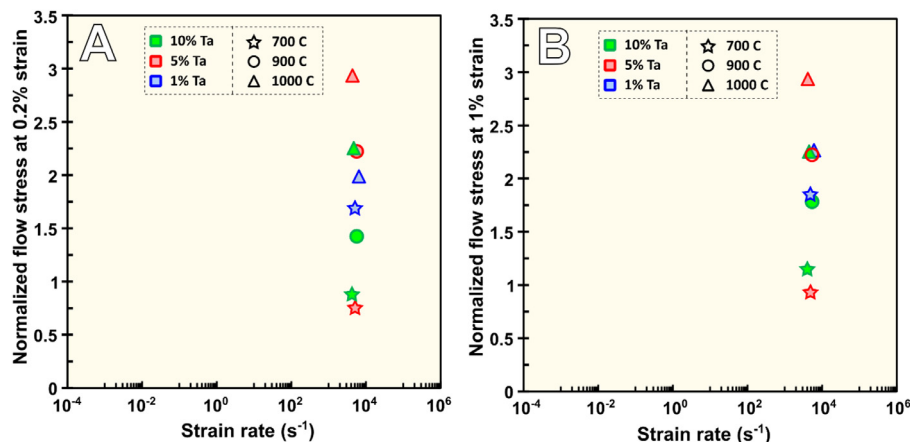 A
10% Ta
5% Ta
1% Ta
700 C
900 C
1000 C
Normalized flow stress at 0.2% strain
3.5
3
2.5
2
1.5
1
0.5
0
10⁻⁴
10⁻²
10⁰
10²
10⁴
10⁶
Strain rate (s⁻¹)
B
10% Ta
5% Ta
1% Ta
700 C
900 C
1000 C
Normalized flow stress at 1% strain
3.5
3
2.5
2
1.5
1
0.5
0
10⁻⁴
10⁻²
10⁰
10²
10⁴
10⁶
Strain rate (s⁻¹)